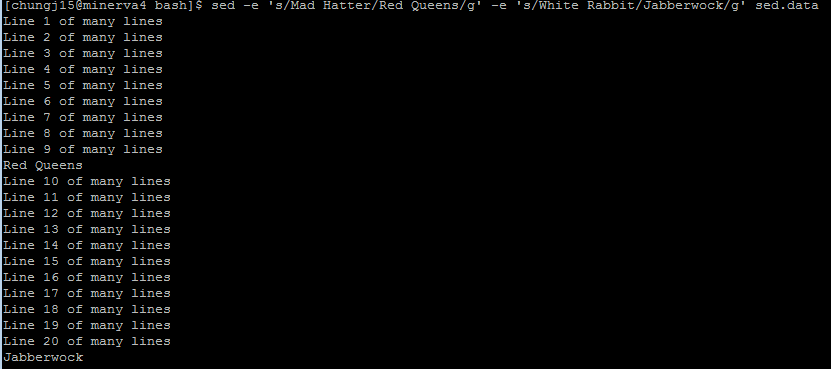 [chungj15@minerva4 bash]$ sed -e 's/Mad Hatter/Red Queens/g' -e 's/White Rabbit/Jabberwock/g' sed.data
Line 1 of many lines
Line 2 of many lines
Line 3 of many lines
Line 4 of many lines
Line 5 of many lines
Line 6 of many lines
Line 7 of many lines
Line 8 of many lines
Line 9 of many lines
Red Queens
Line 10 of many lines
Line 11 of many lines
Line 12 of many lines
Line 13 of many lines
Line 14 of many lines
Line 15 of many lines
Line 16 of many lines
Line 17 of many lines
Line 18 of many lines
Line 19 of many lines
Line 20 of many lines
Jabberwock